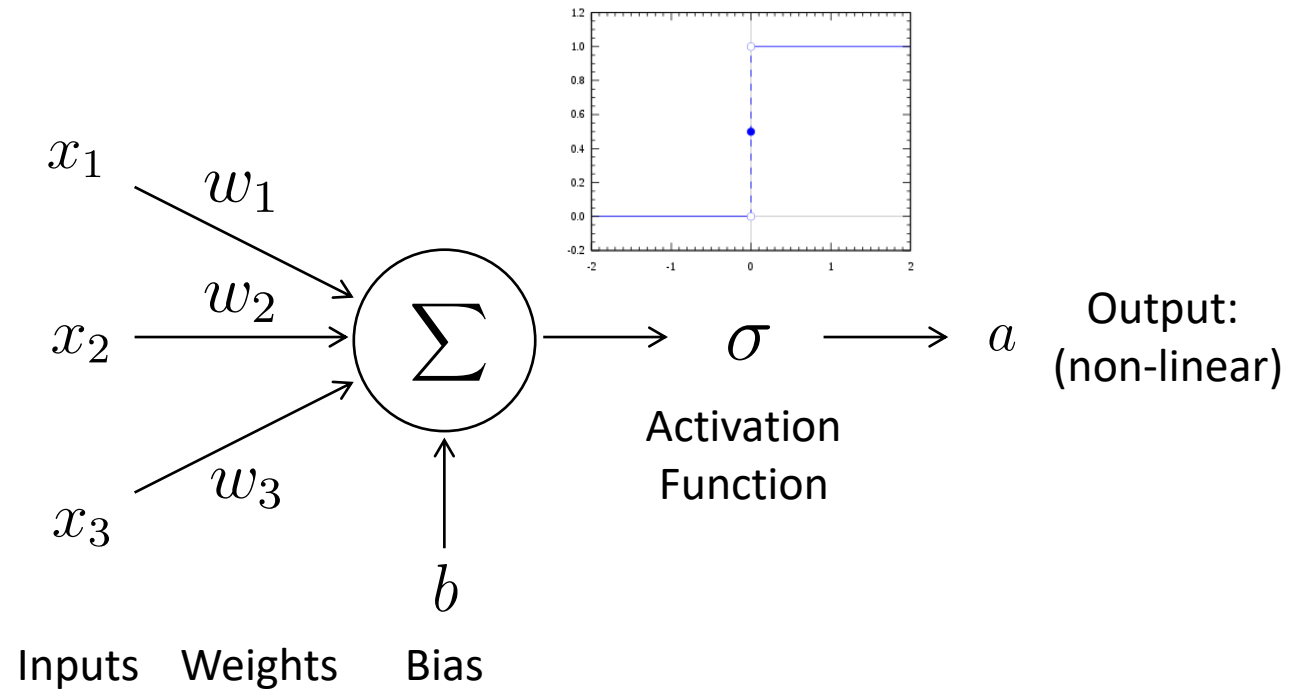 1.2
1.0
0.8
0.6
0.4
0.2
0.0
-0.2
-2 -1 0 1 2
x₁
w₁
x₂
w₂
Σ
σ
a
Output:
(non-linear)
Activation
Function
w₃
x₃
b
Inputs Weights Bias